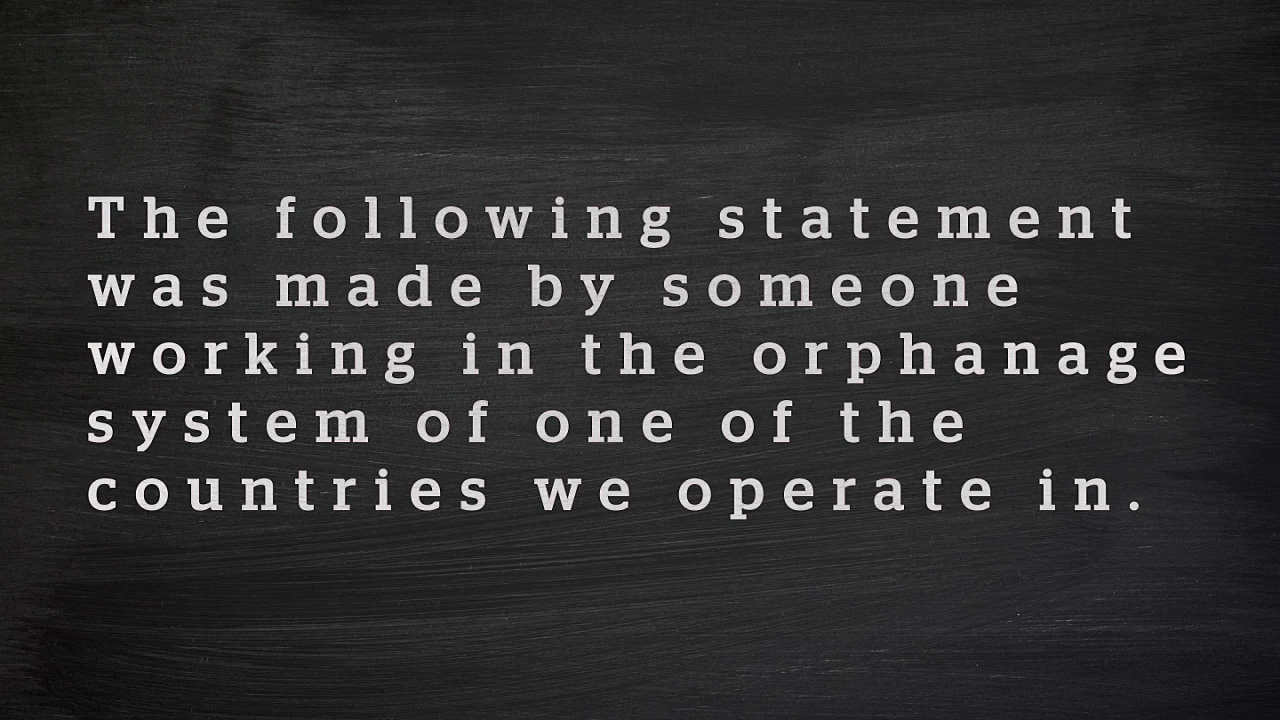 The following statement
was made by someone
working in the orphanage
system of one of the
countries we operate in.